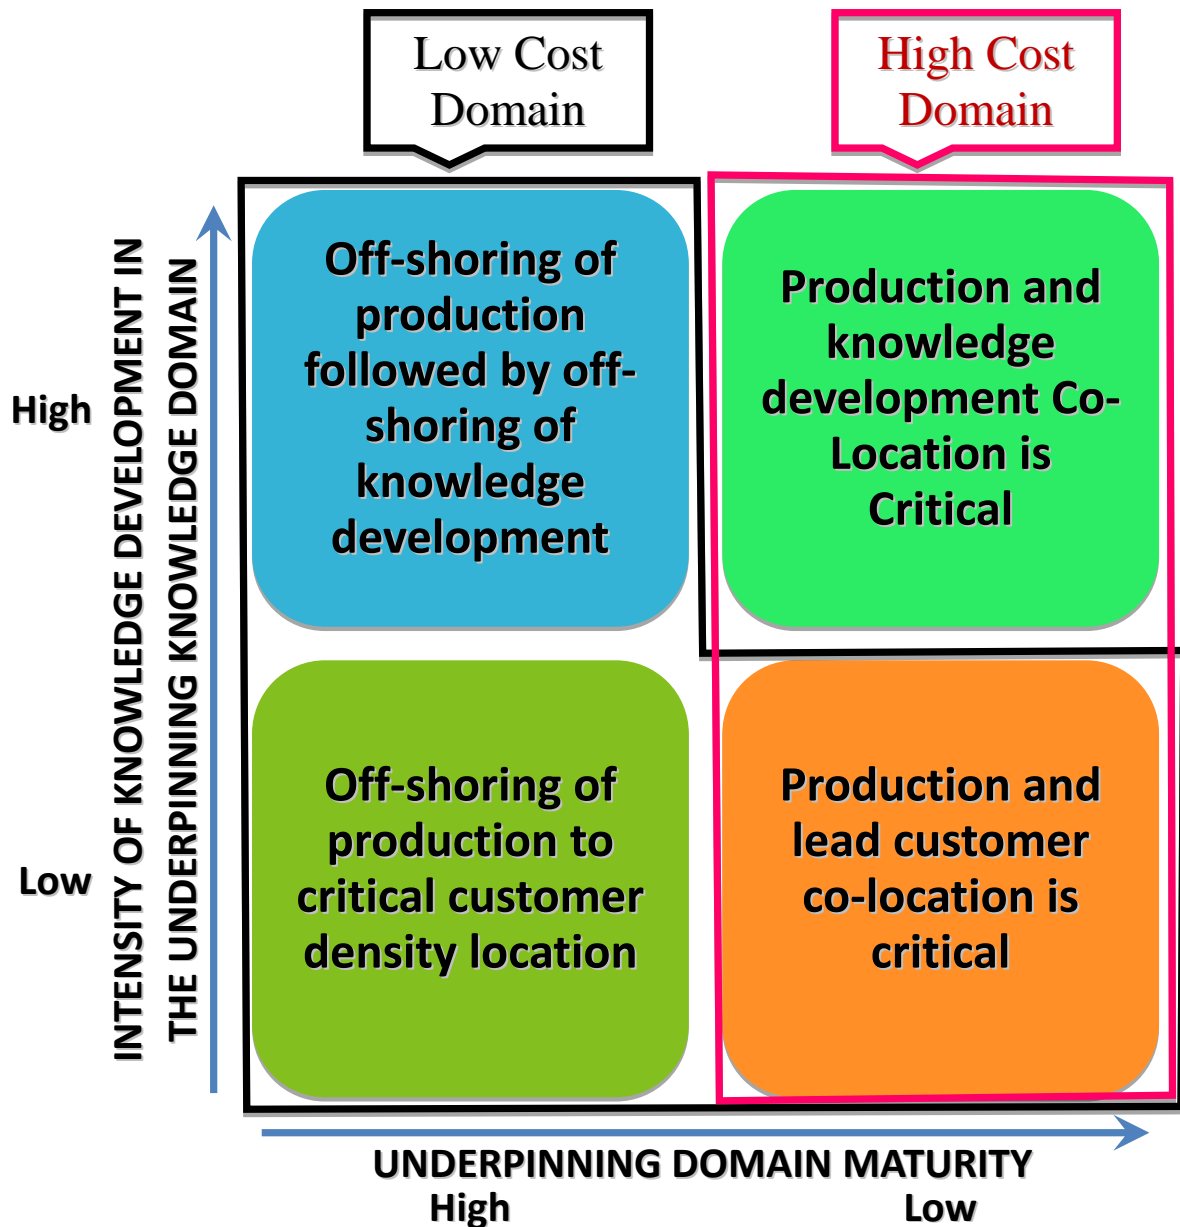 Low Cost
Domain
High Cost
Domain
INTENSITY OF KNOWLEDGE DEVELOPMENT IN
THE UNDERPINNING KNOWLEDGE DOMAIN
High
Low
Off-shoring of
production
followed by off-
shoring of
knowledge
development
Production and
knowledge
development Co-
Location is
Critical
Off-shoring of
production to
critical customer
density location
Production and
lead customer
co-location is
critical
UNDERPINNING DOMAIN MATURITY
High
Low